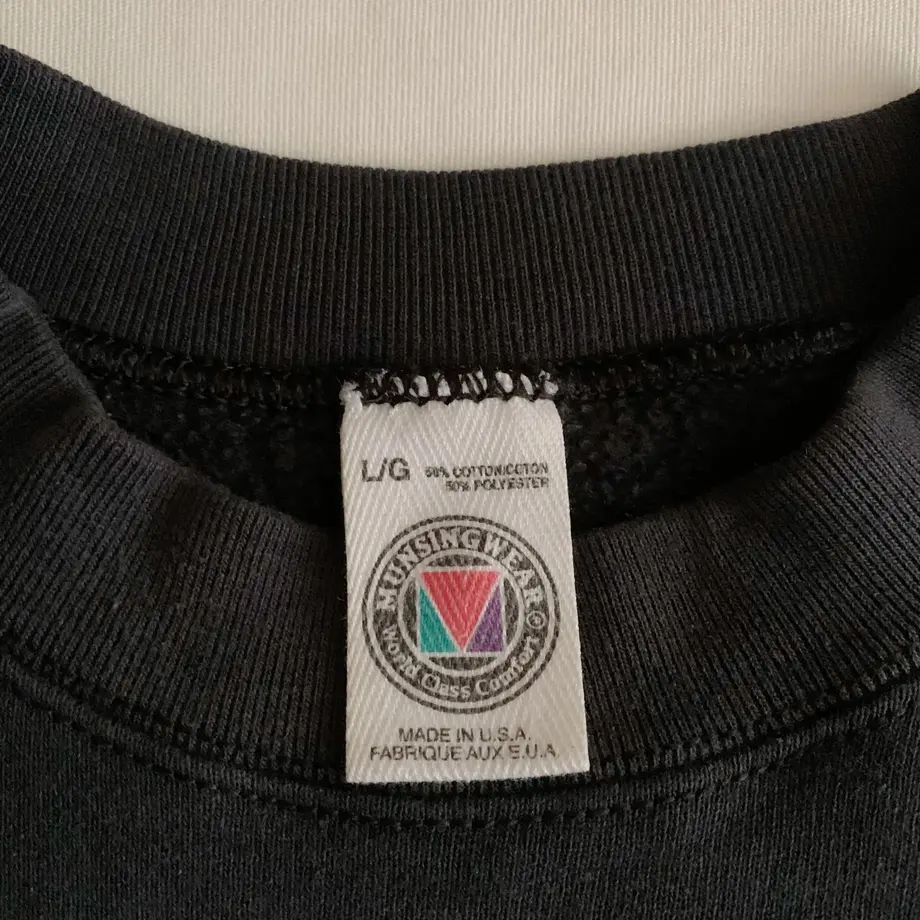 L/G
50% COTTON/COTON
50% POLYESTER
MUNSINGWEAR®
World Class Comfort
MADE IN U.S.A.
FABRIQUE AUX E.U.A.